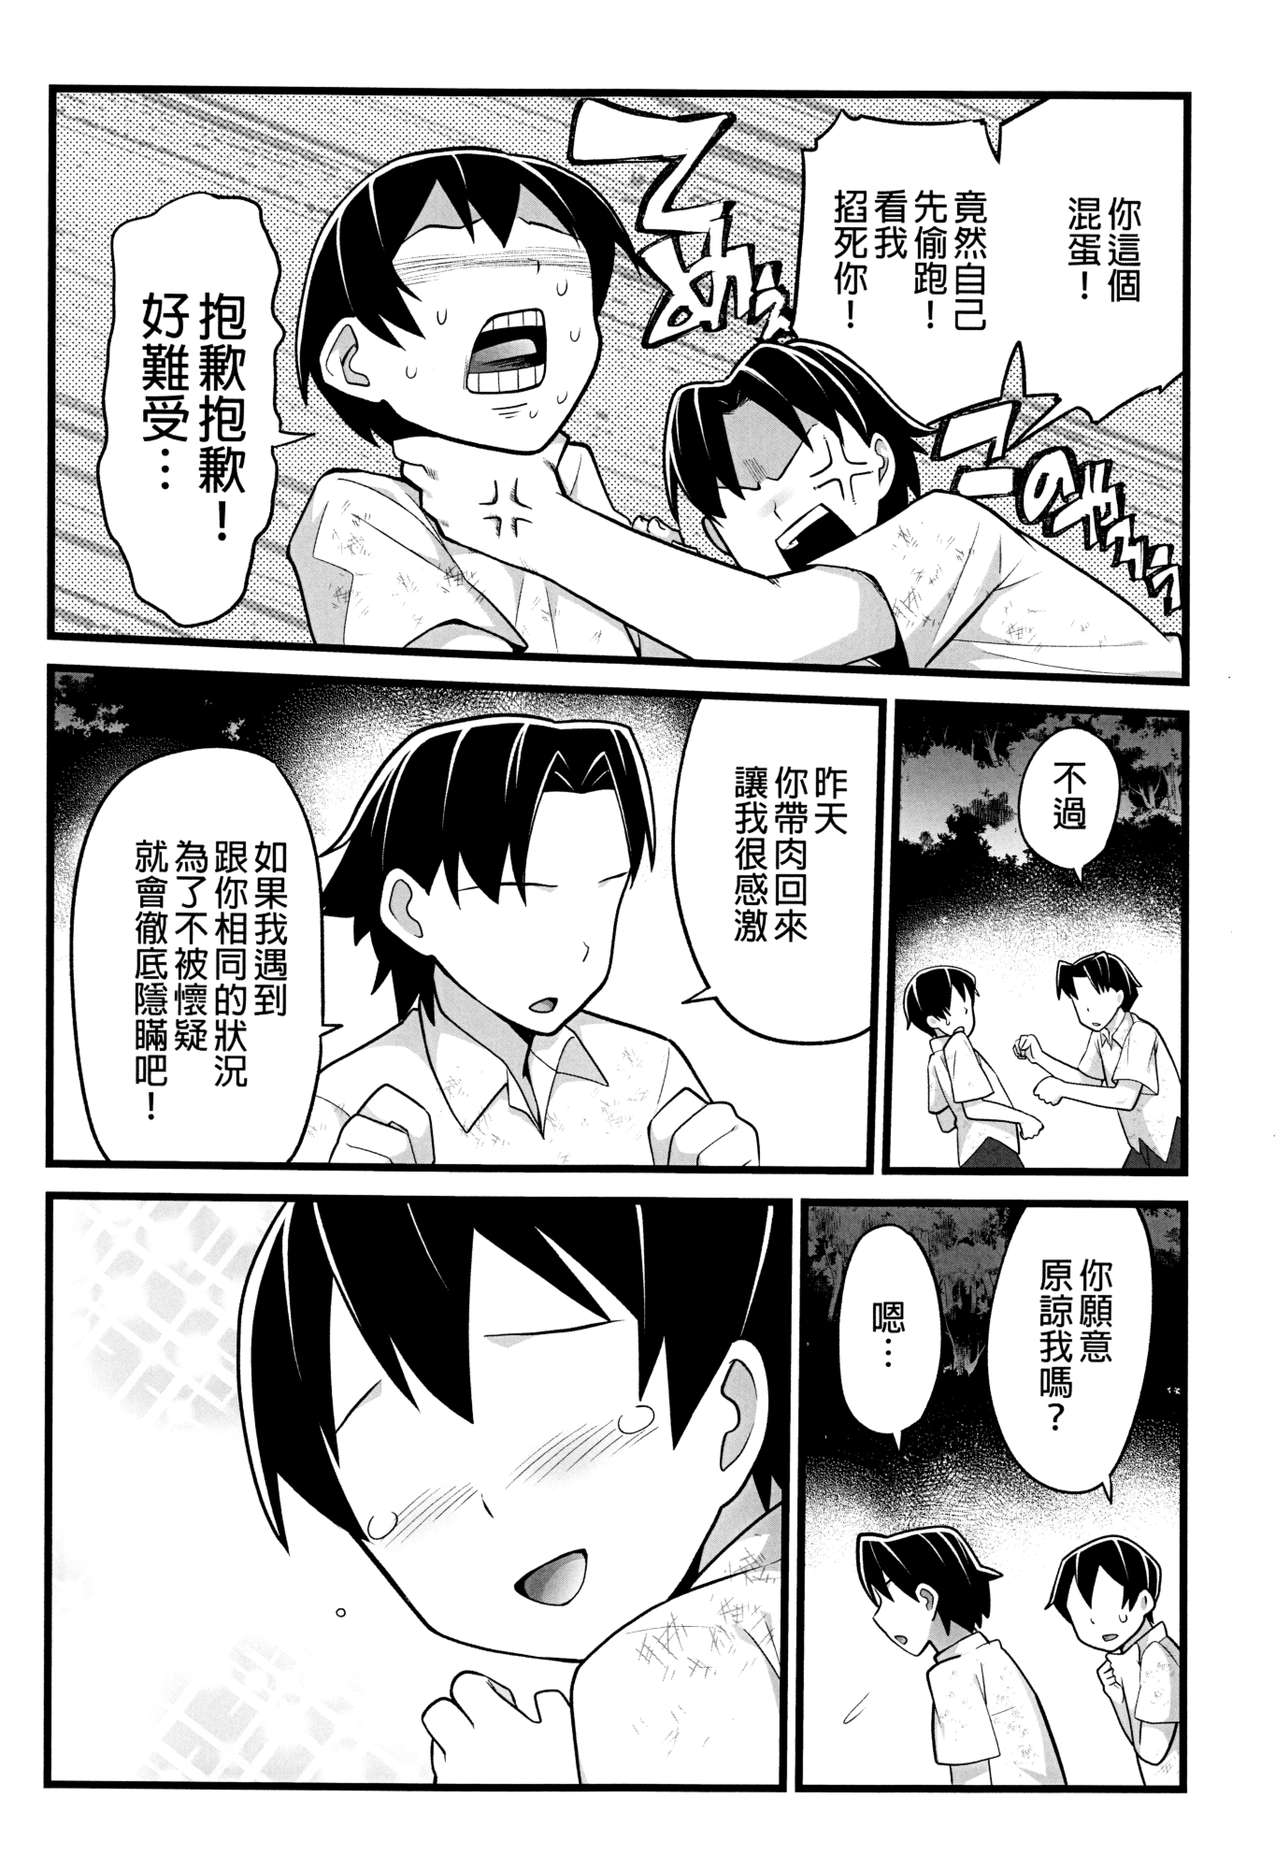 你這個
混蛋！
竟然自己
先偷跑！
看我
掐死你！
てめぇ
抱歉抱歉！
好難受…
不過
昨天
你帶肉回來
讓我很感激
如果我遇到
跟你相同的狀況
為了不被懷疑
就會徹底隱瞞吧！
你願意
原諒我嗎？
嗯…